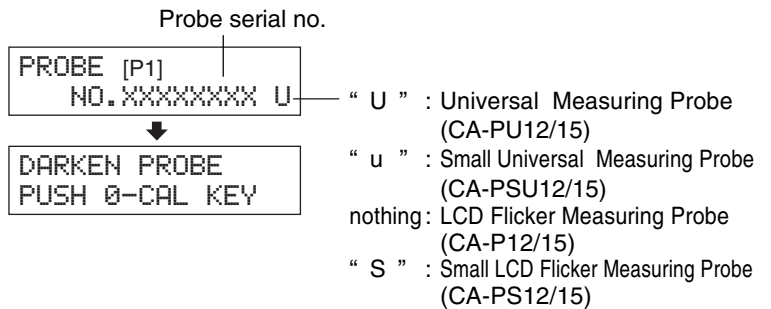 Probe serial no.
PROBE [P1]
NO.XXXXXXXX U
DARKEN PROBE
PUSH 0-CAL KEY
“ U ” : Universal Measuring Probe
(CA-PU12/15)
“ u ” : Small Universal Measuring Probe
(CA-PSU12/15)
nothing: LCD Flicker Measuring Probe
(CA-P12/15)
“ S ” : Small LCD Flicker Measuring Probe
(CA-PS12/15)